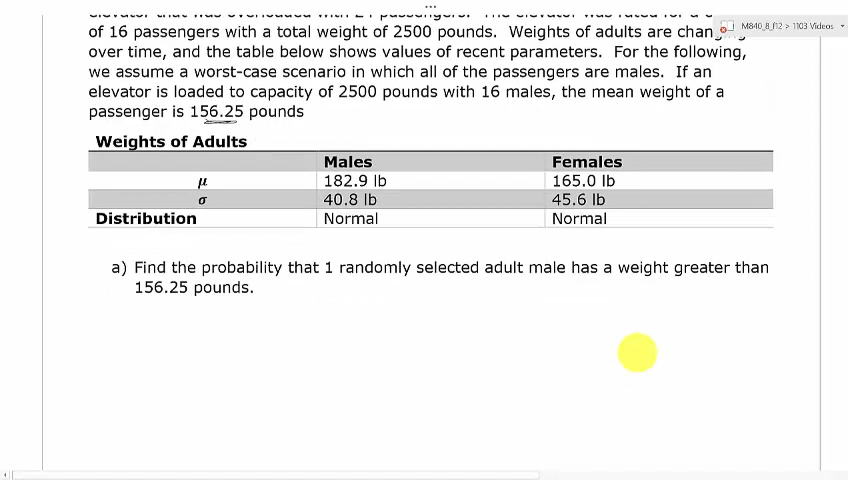 M840_8_f12 > 1103 Videos
of 16 passengers with a total weight of 2500 pounds. Weights of adults are
over time, and the table below shows values of recent parameters. For the following,
we assume a worst-case scenario in which all of the passengers are males. If an
elevator is loaded to capacity of 2500 pounds with 16 males, the mean weight of a
passenger is 156.25 pounds
Weights of Adults
Males Females
μ 182.9 lb 165.0 lb
σ 40.8 lb 45.6 lb
Distribution Normal Normal
a) Find the probability that 1 randomly selected adult male has a weight greater than
156.25 pounds.